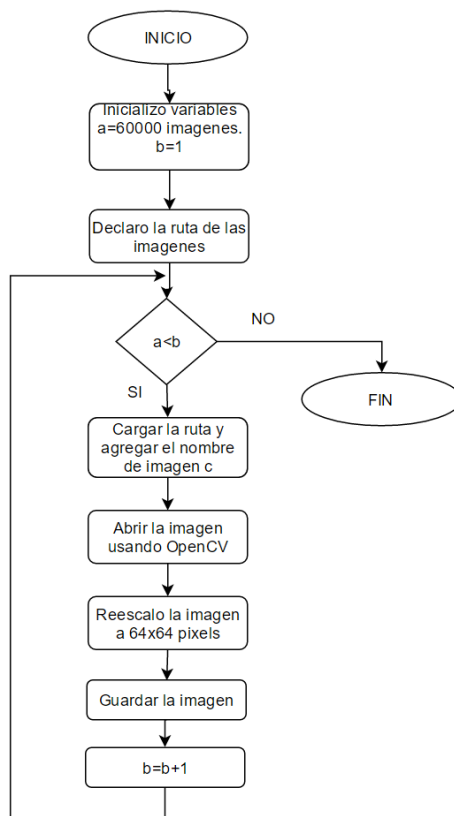 INICIO
Inicializo variables
a=60000 imagenes.
b=1
Declaro la ruta de las
imagenes
a<b
NO
SI
FIN
Cargar la ruta y
agregar el nombre
de imagen c
Abrir la imagen
usando OpenCV
Reescalo la imagen
a 64x64 pixels
Guardar la imagen
b=b+1